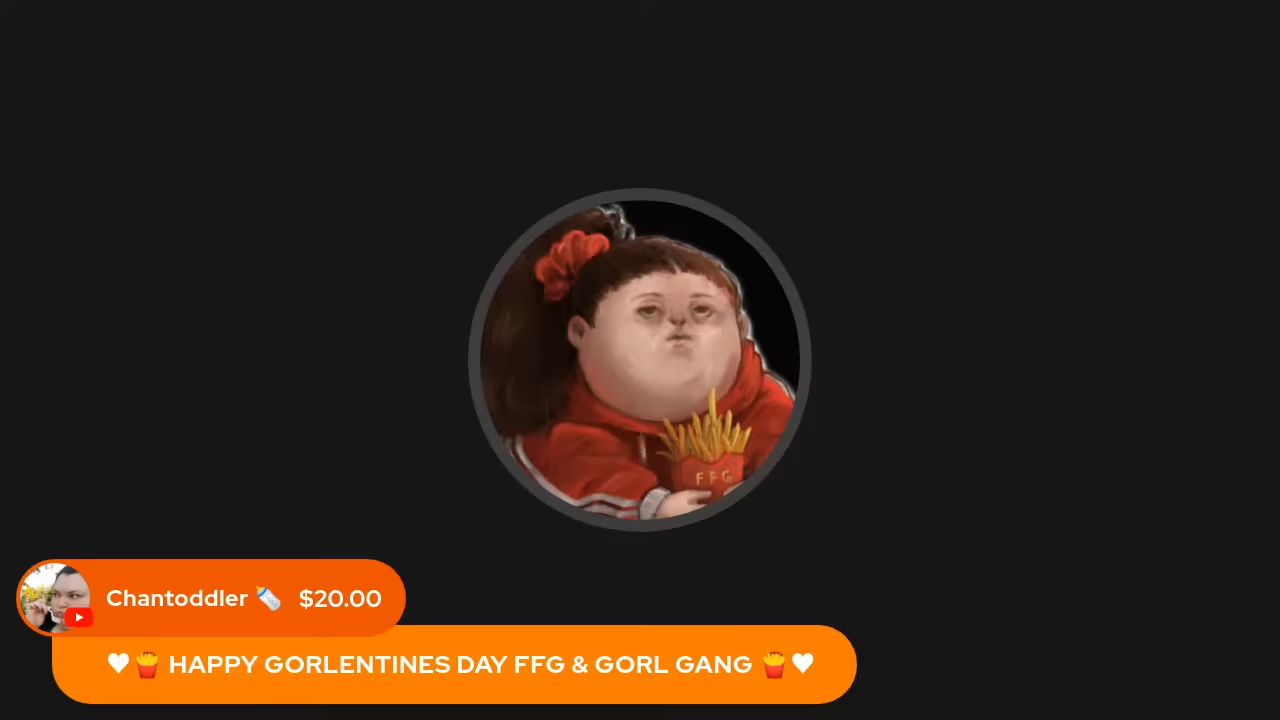 FFG
Chantoddler 🍼 $20.00
🤍🍟 HAPPY GORLENTINES DAY FFG & GORL GANG 🍟🤍